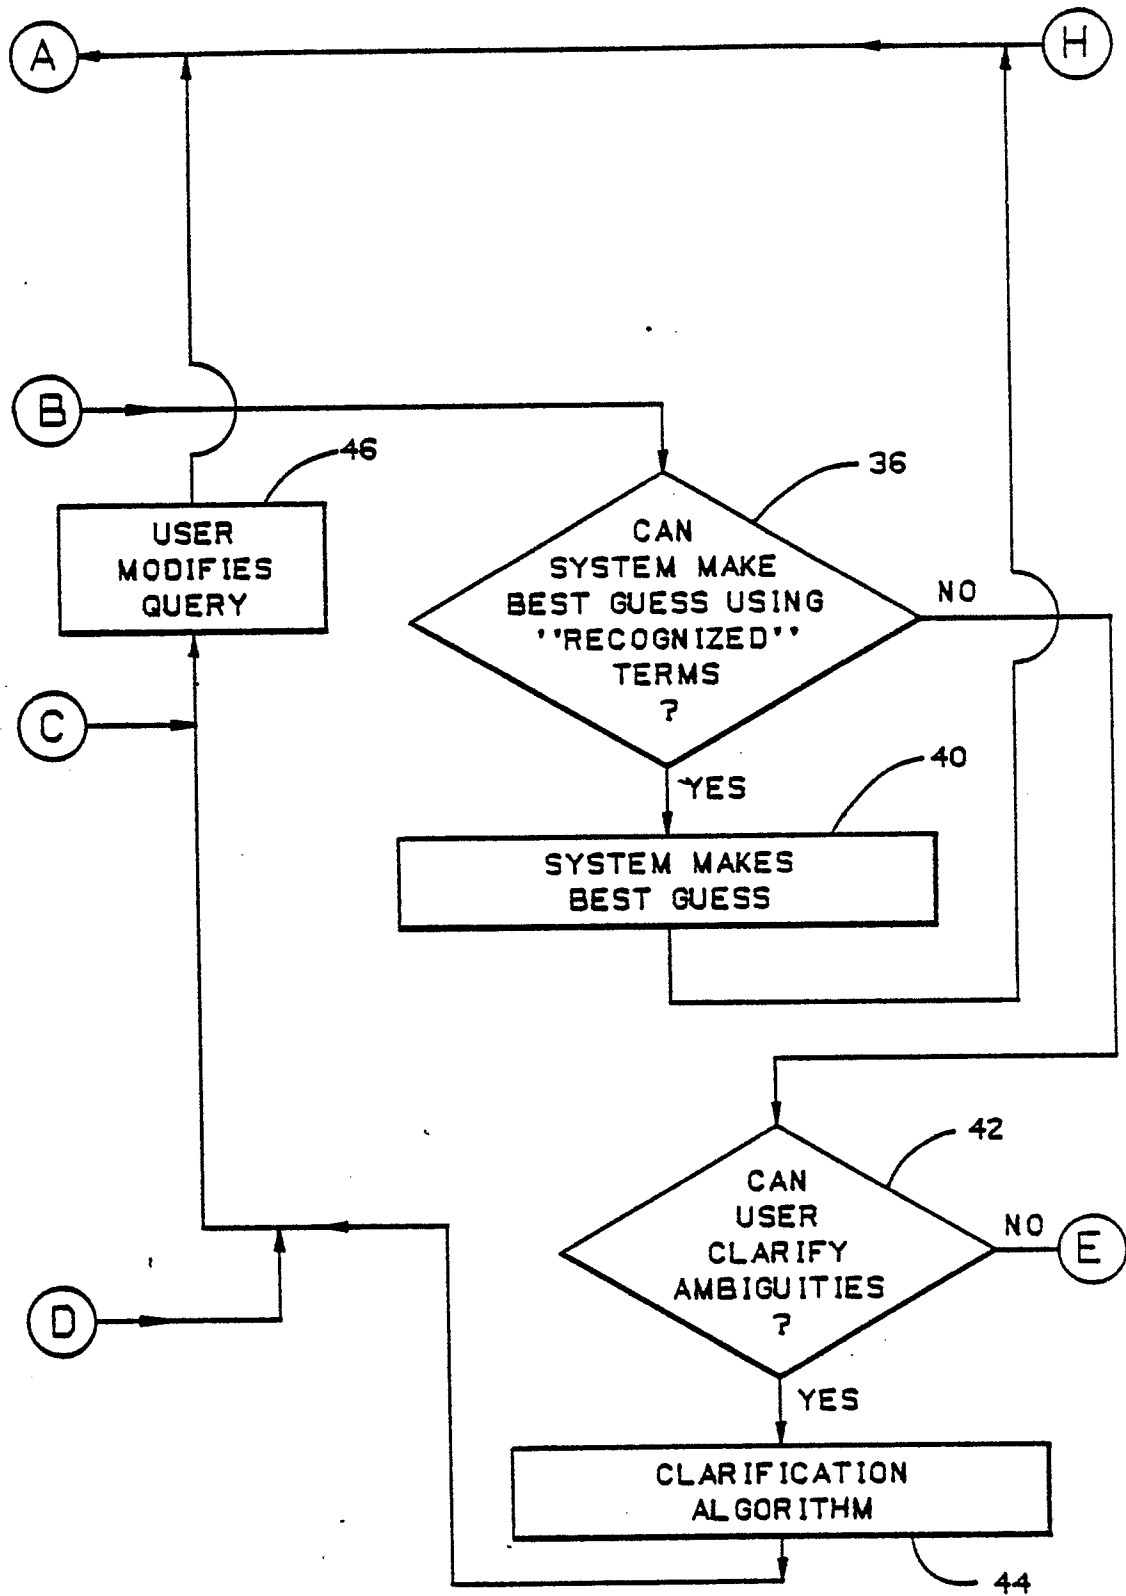 A
H
B
46
36
USER
MODIFIES
QUERY
CAN
SYSTEM MAKE
BEST GUESS USING
''RECOGNIZED''
TERMS
?
NO
C
YES
40
SYSTEM MAKES
BEST GUESS
42
CAN
USER
CLARIFY
AMBIGUITIES
?
NO
E
D
YES
CLARIFICATION
ALGORITHM
44